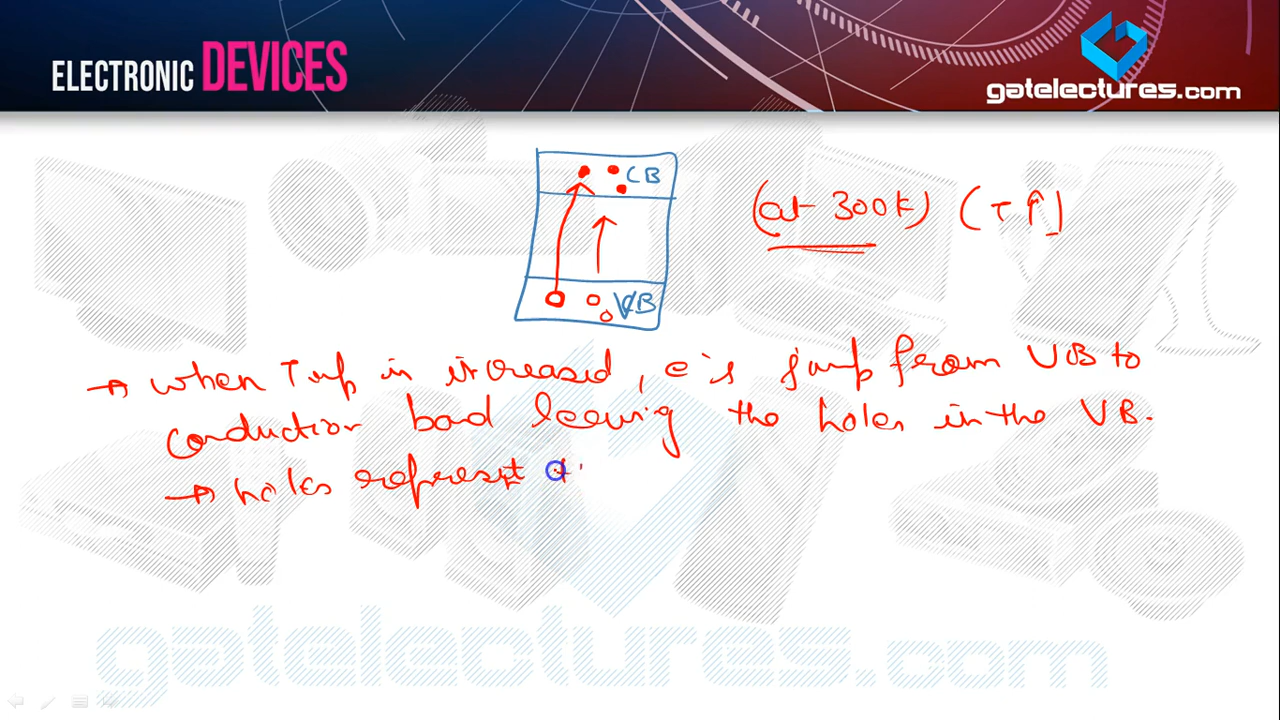 ELECTRONIC DEVICES
gatelectures.com
CB
(at 300K) (T↑)
VB
→ when Temp is increased, e⁻s jump from VB to
conduction band leaving the holes in the VB.
→ holes represent
gatelectures.com